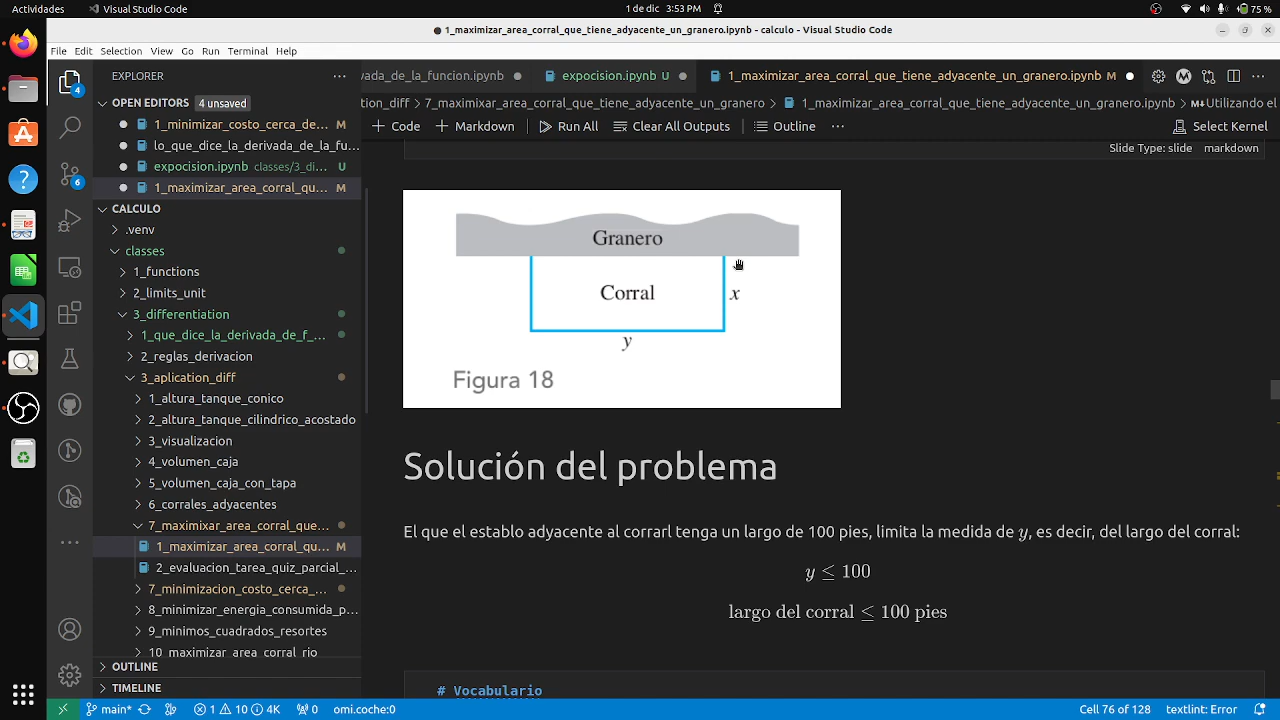 Actividades
Visual Studio Code
1 de dic 3:53 PM
75 %
1_maximizar_area_corral_que_tiene_adyacente_un_granero.ipynb - calculo - Visual Studio Code
File Edit Selection View Go Run Terminal Help
EXPLORER
vada_de_la_funcion.ipynb
expocision.ipynb U
1_maximizar_area_corral_que_tiene_adyacente_un_granero.ipynb M
OPEN EDITORS 4 unsaved
tion_diff > 7_maximixar_area_corral_que_tiene_adyacente_un_granero > 1_maximizar_area_corral_que_tiene_adyacente_un_granero.ipynb > Utilizando el
1_minimizar_costo_cerca_de... M
+ Code + Markdown Run All Clear All Outputs Outline ... Select Kernel
lo_que_dice_la_derivada_de_la_fu...
Slide Type: slide markdown
expocision.ipynb classes/3_di... U
1_maximizar_area_corral_qu... M
CALCULO
.venv
classes
1_functions
2_limits_unit
3_differentiation
1_que_dice_la_derivada_de_f_...
2_reglas_derivacion
3_aplication_diff
1_altura_tanque_conico
2_altura_tanque_cilindrico_acostado
3_visualizacion
4_volumen_caja
5_volumen_caja_con_tapa
6_corrales_adyacentes
7_maximixar_area_corral_que...
1_maximizar_area_corral_qu... M
2_evaluacion_tarea_quiz_parcial_...
7_minimizacion_costo_cerca_...
8_minimizar_energia_consumida_p...
9_minimos_cuadrados_resortes
10_maximizar_area_corral_rio
OUTLINE
TIMELINE
Granero
Corral
x
y
Figura 18
Solución del problema
El que el establo adyacente al corrarl tenga un largo de 100 pies, limita la medida de y, es decir, del largo del corral:
y ≤ 100
largo del corral ≤ 100 pies
# Vocabulario
4
6
main* 1 10 4K 0 omi.coche:0 Cell 76 of 128 textlint: Error